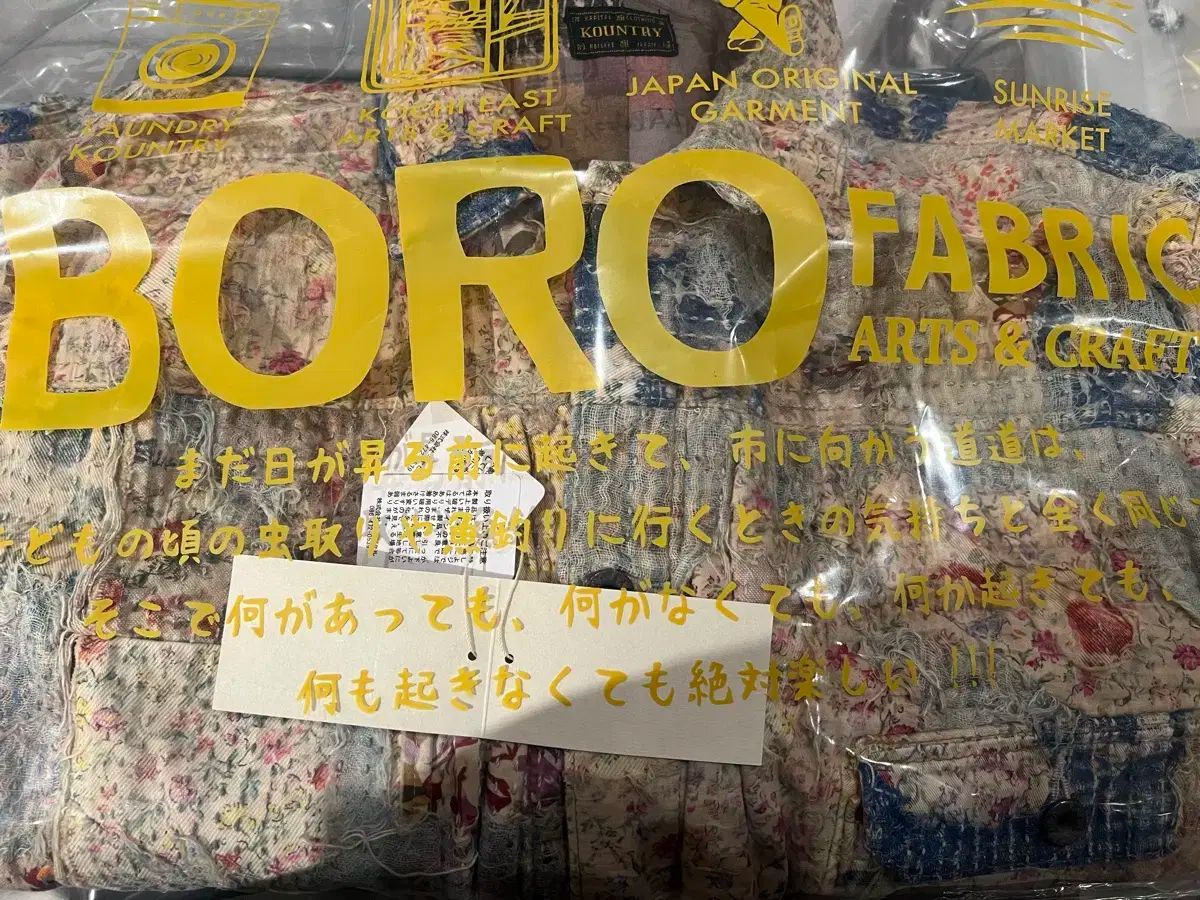 KAPITAL
KOUNTRY
LAUNDRY
KOUNTRY
KOICHI EAST
ARTS & CRAFT
JAPAN ORIGINAL
GARMENT
SUNRISE
MARKET
BORO FABRIC
ARTS & CRAFT
まだ日が昇る前に起きて、市に向かう道道は、
子どもの頃の虫取りや魚釣りに行くときの気持ちと全く同じ
そこで何があっても、何がなくても、何か起きても、
何も起きなくても絶対楽しい!!!